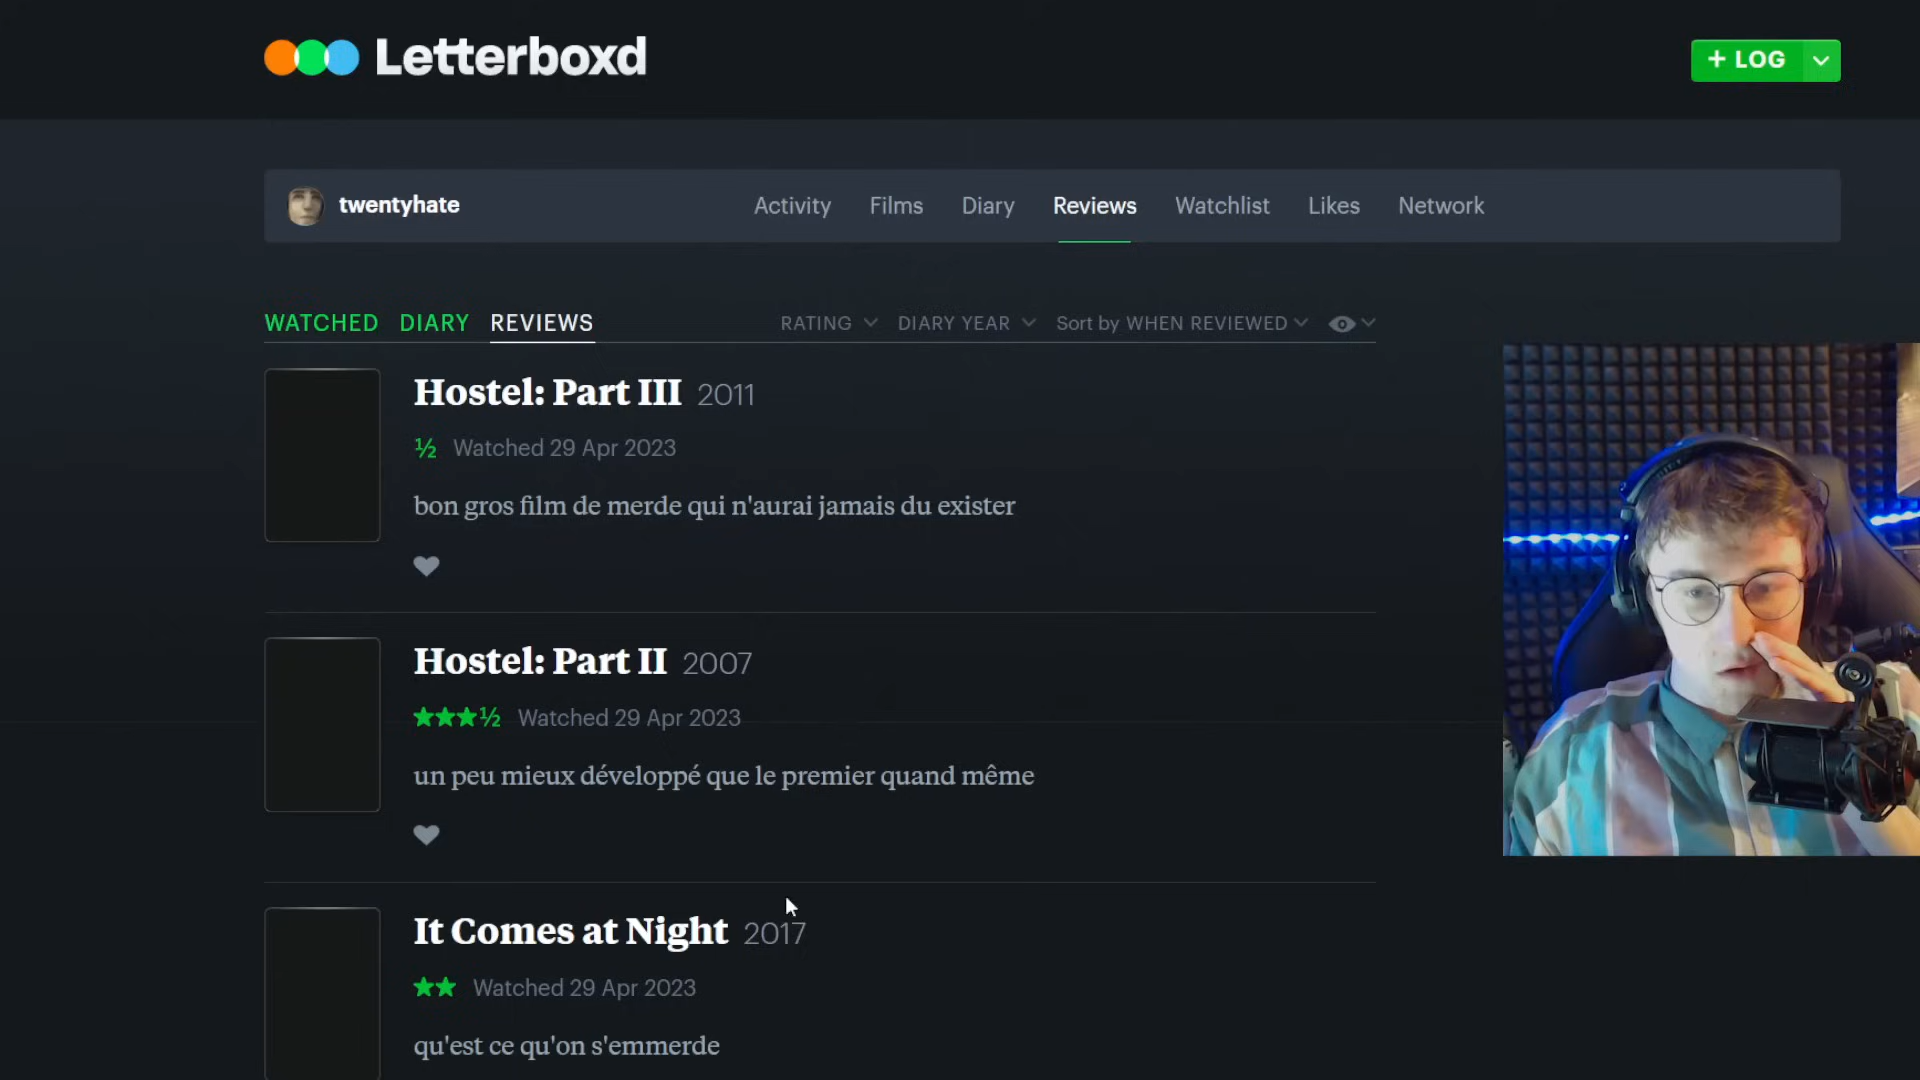 Letterboxd
+ LOG
twentyhate
Activity Films Diary Reviews Watchlist Likes Network
WATCHED DIARY REVIEWS RATING DIARY YEAR Sort by WHEN REVIEWED
Hostel: Part III 2011
½ Watched 29 Apr 2023
bon gros film de merde qui n'aurai jamais du exister
Hostel: Part II 2007
★★★½ Watched 29 Apr 2023
un peu mieux développé que le premier quand même
It Comes at Night 2017
★★ Watched 29 Apr 2023
qu'est ce qu'on s'emmerde